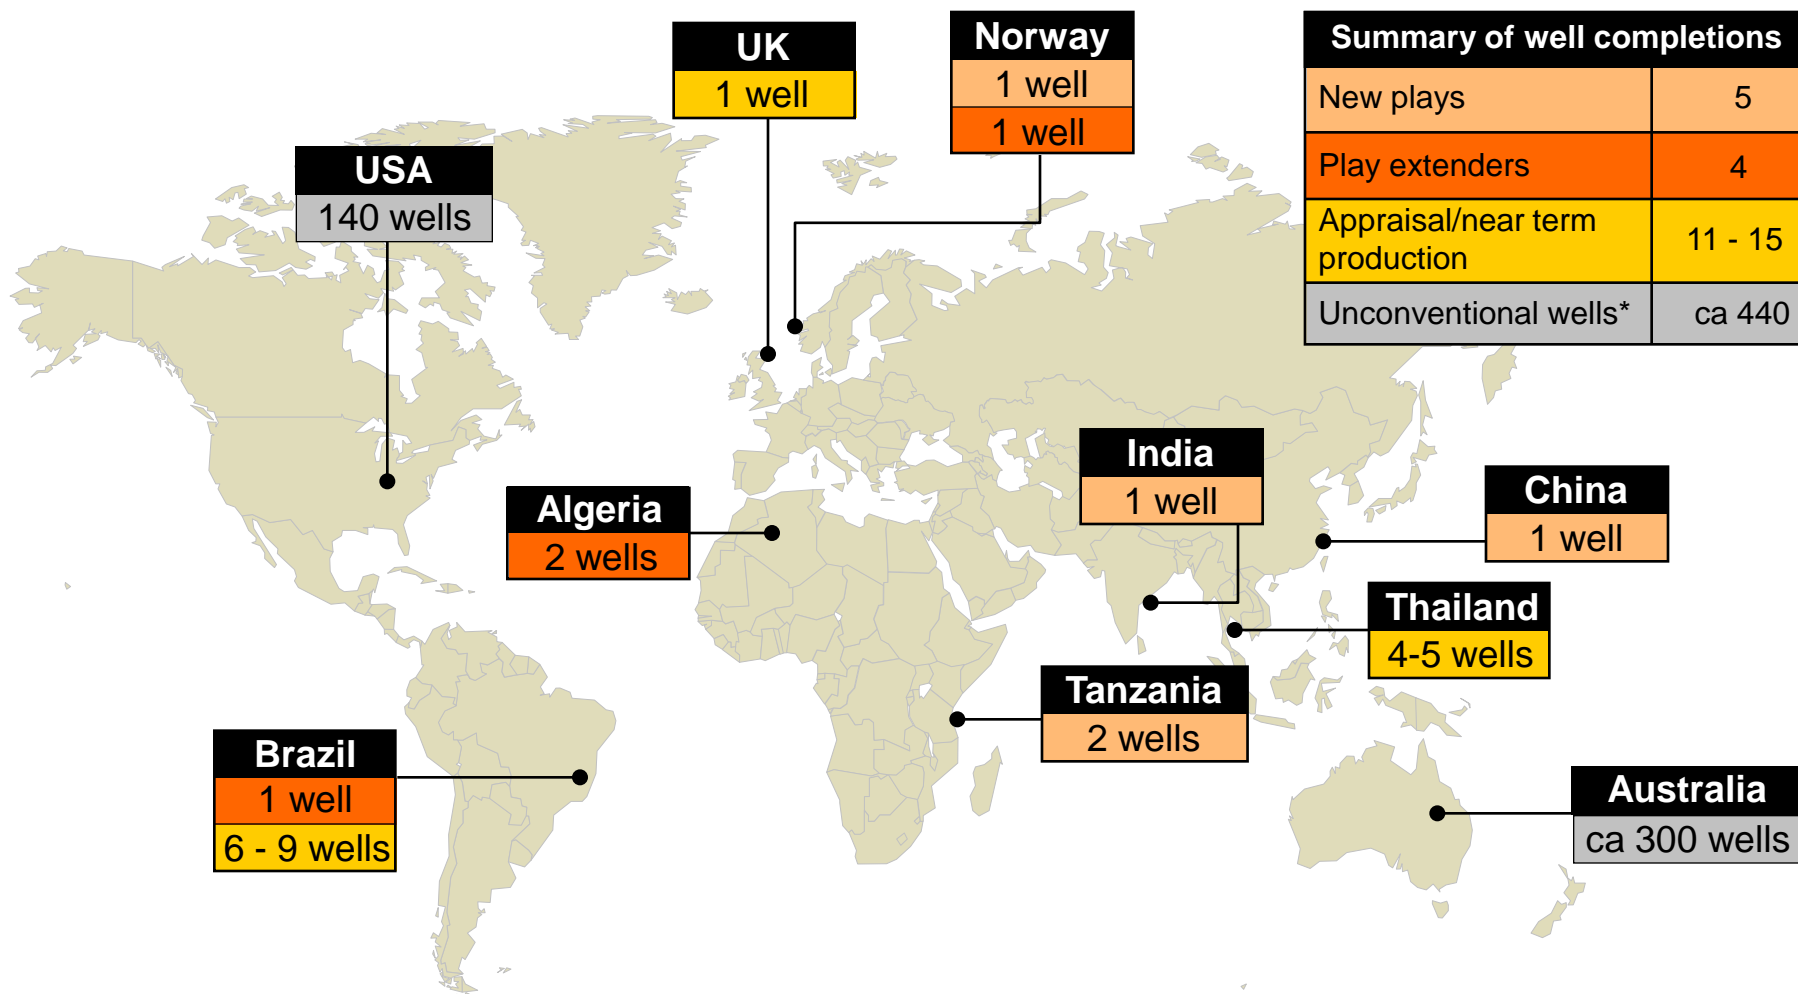 UK
1 well
Norway
1 well
1 well
Summary of well completions
New plays 5
Play extenders 4
Appraisal/near term
production 11 - 15
Unconventional wells* ca 440
USA
140 wells
India
1 well
China
1 well
Algeria
2 wells
Thailand
4-5 wells
Tanzania
2 wells
Brazil
1 well
6 - 9 wells
Australia
ca 300 wells